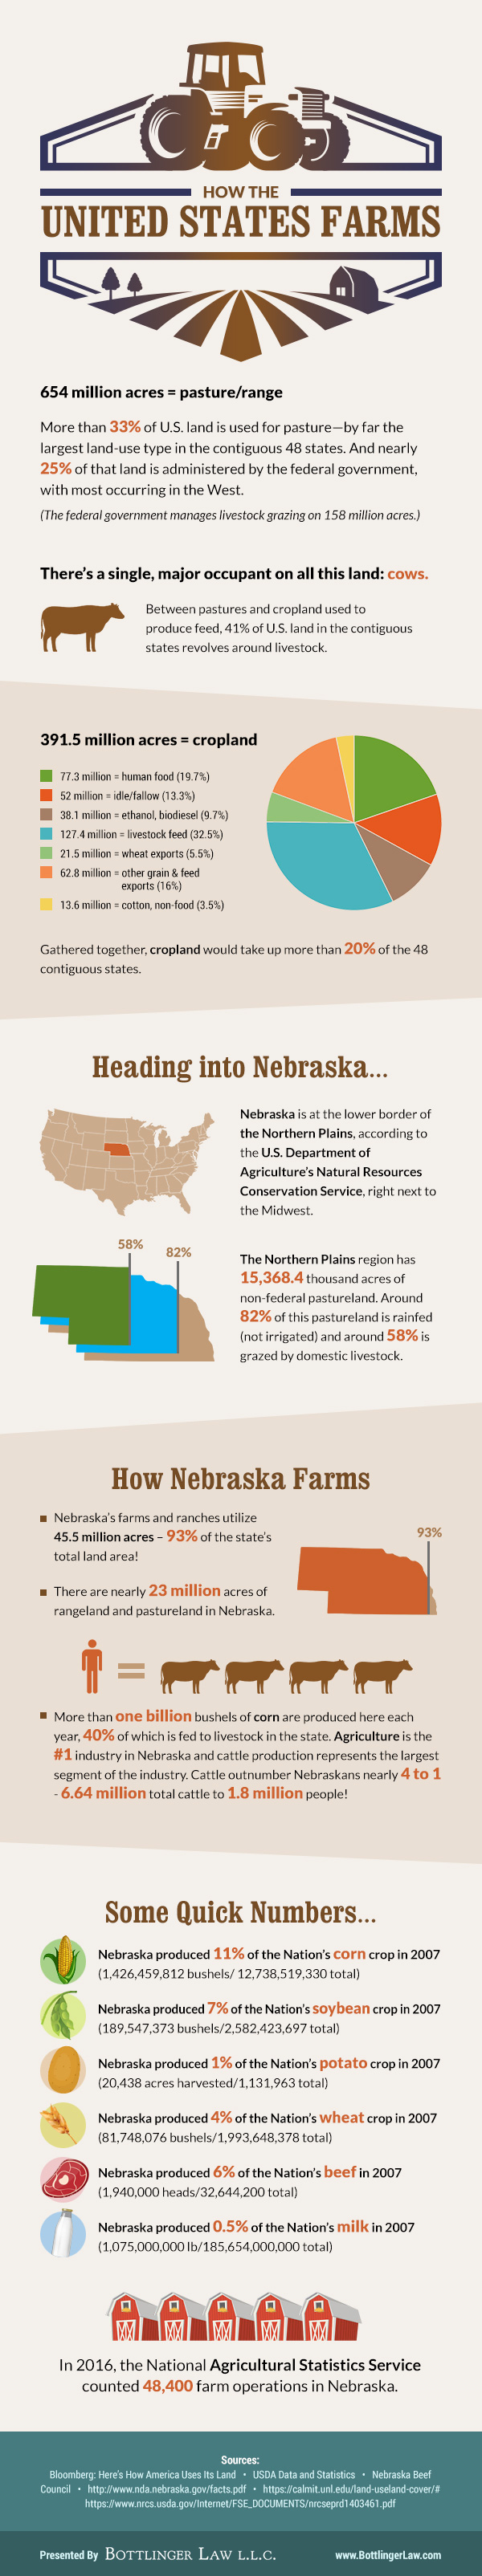 HOW THE
UNITED STATES FARMS
654 million acres = pasture/range
More than 33% of U.S. land is used for pasture—by far the
largest land-use type in the contiguous 48 states. And nearly
25% of that land is administered by the federal government,
with most occurring in the West.
(The federal government manages livestock grazing on 158 million acres.)
There's a single, major occupant on all this land: cows.
Between pastures and cropland used to
produce feed, 41% of U.S. land in the contiguous
states revolves around livestock.
391.5 million acres = cropland
77.3 million = human food (19.7%)
52 million = idle/fallow (13.3%)
38.1 million = ethanol, biodiesel (9.7%)
127.4 million = livestock feed (32.5%)
21.5 million = wheat exports (5.5%)
62.8 million = other grain & feed
exports (16%)
13.6 million = cotton, non-food (3.5%)
Gathered together, cropland would take up more than 20% of the 48
contiguous states.
Heading into Nebraska...
Nebraska is at the lower border of
the Northern Plains, according to
the U.S. Department of
Agriculture's Natural Resources
Conservation Service, right next to
the Midwest.
58%
82%
The Northern Plains region has
15,368.4 thousand acres of
non-federal pastureland. Around
82% of this pastureland is rainfed
(not irrigated) and around 58% is
grazed by domestic livestock.
How Nebraska Farms
Nebraska's farms and ranches utilize
45.5 million acres – 93% of the state's
total land area!
93%
There are nearly 23 million acres of
rangeland and pastureland in Nebraska.
More than one billion bushels of corn are produced here each
year, 40% of which is fed to livestock in the state. Agriculture is the
#1 industry in Nebraska and cattle production represents the largest
segment of the industry. Cattle outnumber Nebraskans nearly 4 to 1
- 6.64 million total cattle to 1.8 million people!
Some Quick Numbers...
Nebraska produced 11% of the Nation's corn crop in 2007
(1,426,459,812 bushels/ 12,738,519,330 total)
Nebraska produced 7% of the Nation's soybean crop in 2007
(189,547,373 bushels/2,582,423,697 total)
Nebraska produced 1% of the Nation's potato crop in 2007
(20,438 acres harvested/1,131,963 total)
Nebraska produced 4% of the Nation's wheat crop in 2007
(81,748,076 bushels/1,993,648,378 total)
Nebraska produced 6% of the Nation's beef in 2007
(1,940,000 heads/32,644,200 total)
Nebraska produced 0.5% of the Nation's milk in 2007
(1,075,000,000 lb/185,654,000,000 total)
In 2016, the National Agricultural Statistics Service
counted 48,400 farm operations in Nebraska.
Sources:
Bloomberg: Here's How America Uses Its Land • USDA Data and Statistics • Nebraska Beef
Council • http://www.nda.nebraska.gov/facts.pdf • https://calmit.unl.edu/land-useland-cover/#
https://www.nrcs.usda.gov/Internet/FSE_DOCUMENTS/nrcseprd1403461.pdf
Presented By BOTTLINGER LAW L.L.C.
www.BottlingerLaw.com